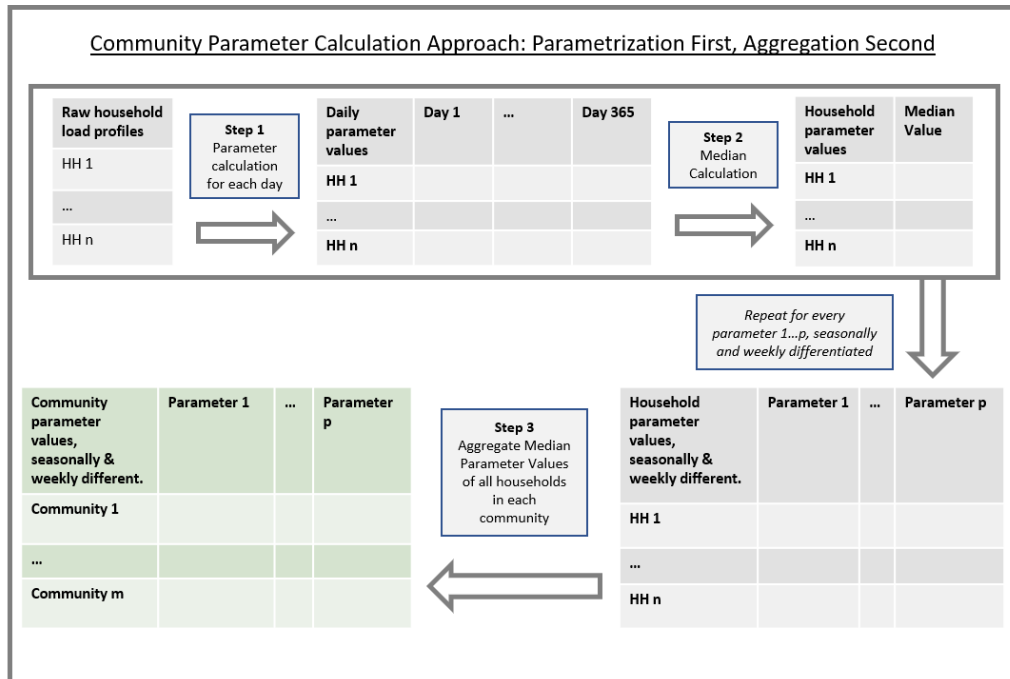 Community Parameter Calculation Approach: Parametrization First, Aggregation Second
Raw household
load profiles
HH 1
...
HH n
Step 1
Parameter
calculation
for each day
Daily
parameter
values
Day 1
...
Day 365
HH 1
...
HH n
Step 2
Median
Calculation
Household
parameter
values
Median
Value
HH 1
...
HH n
Repeat for every
parameter 1...p, seasonally
and weekly differentiated
Household
parameter
values,
seasonally &
weekly different.
Parameter 1
...
Parameter p
HH 1
...
HH n
Step 3
Aggregate Median
Parameter Values
of all households
in each
community
Community
parameter
values,
seasonally &
weekly different.
Parameter 1
...
Parameter
p
Community 1
...
Community m